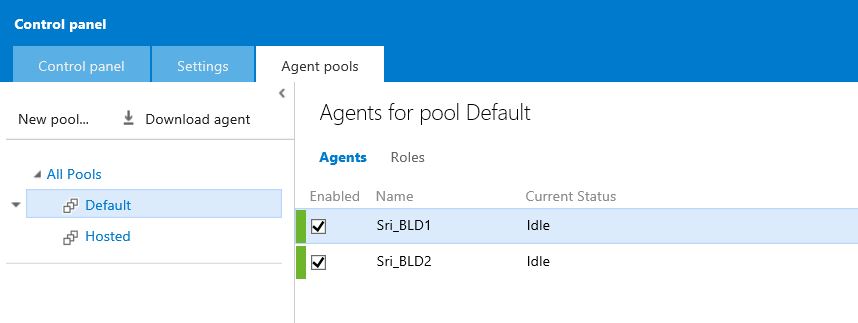 Control panel
Control panel Settings Agent pools
New pool... Download agent
All Pools
Default
Hosted
Agents for pool Default
Agents Roles
Enabled Name Current Status
Sri_BLD1 Idle
Sri_BLD2 Idle